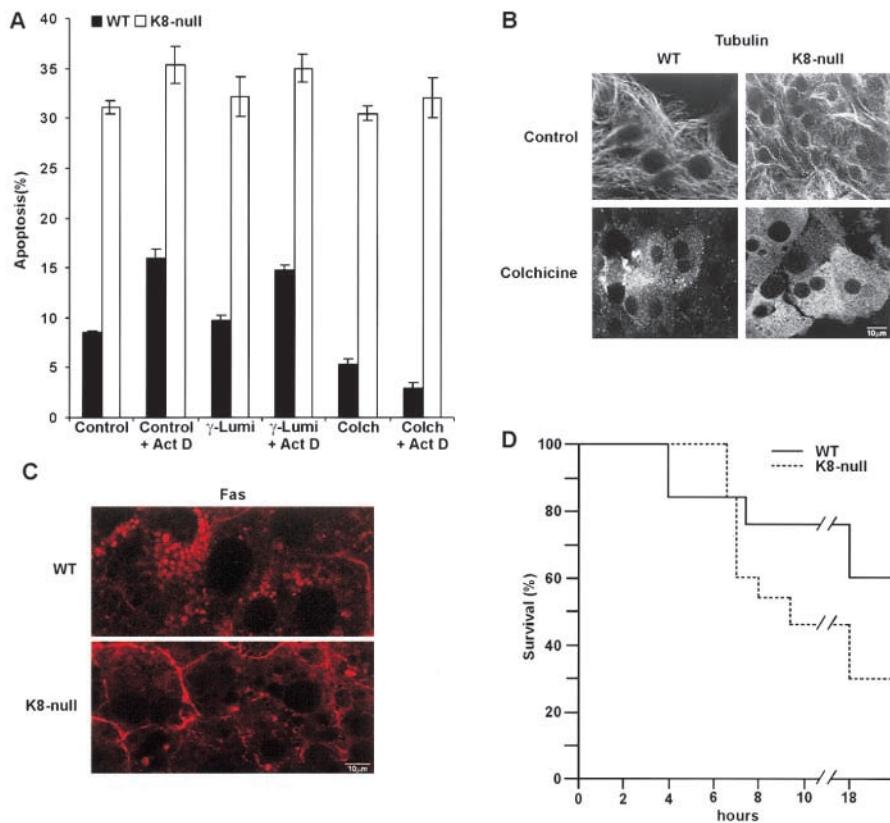 A
WT K8-null
Apoptosis(%)
40
35
30
25
20
15
10
5
0
Control
Control + Act D
γ-Lumi
γ-Lumi + Act D
Colch
Colch + Act D
B
Tubulin
WT K8-null
Control
Colchicine
10μm
C
Fas
WT
K8-null
10μm
D
WT
K8-null
Survival (%)
100
80
60
40
20
0
0 2 4 6 8 10 18
hours